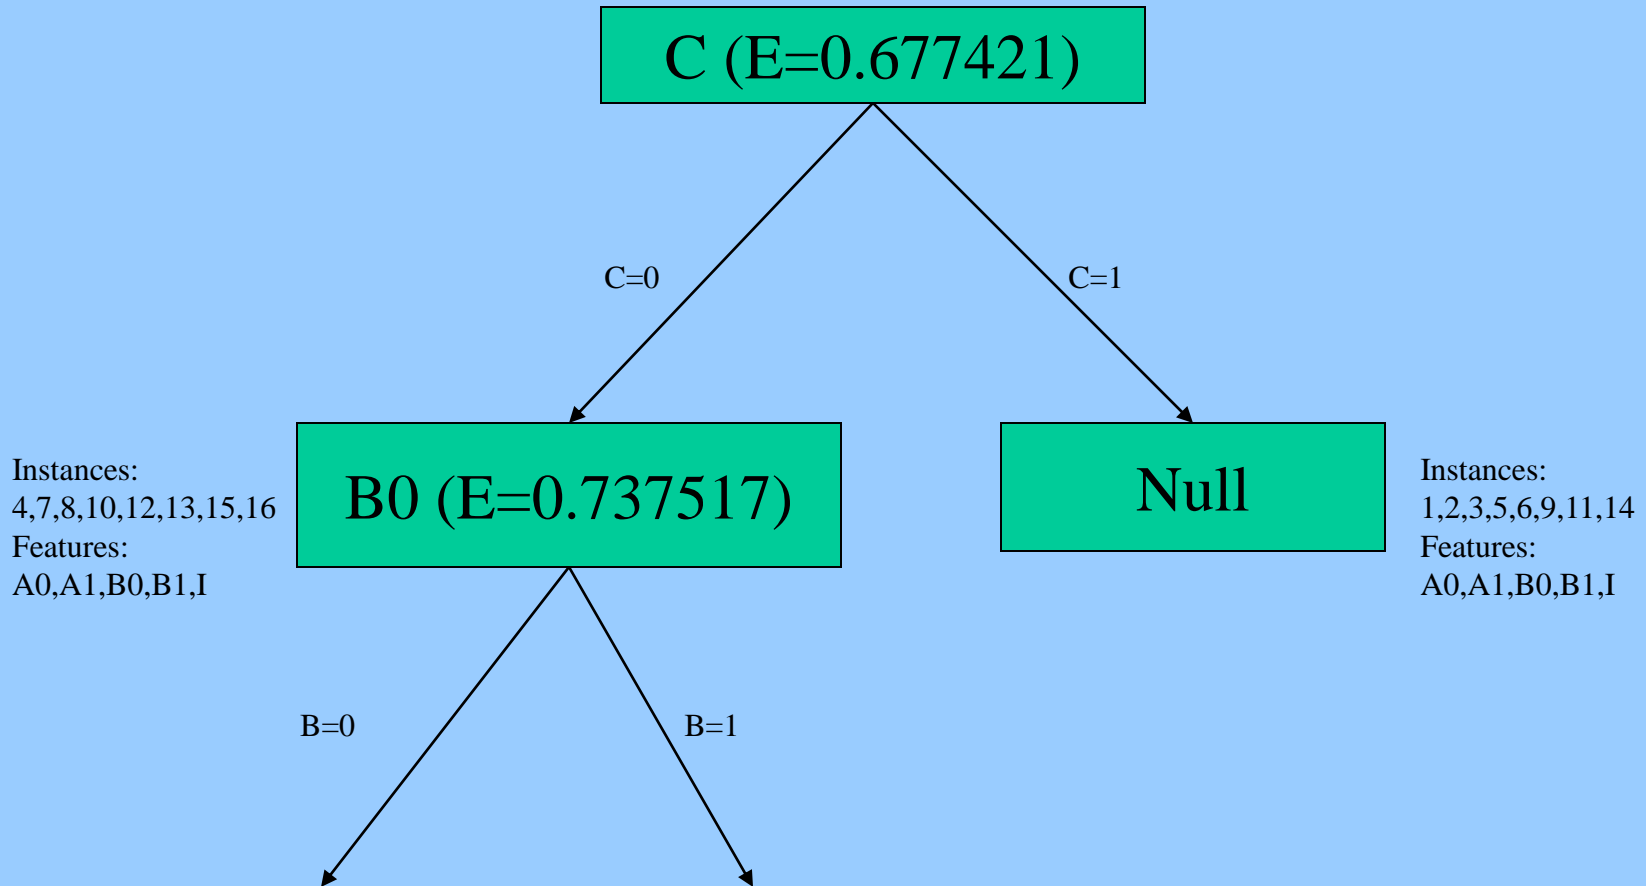 C (E=0.677421)
C=0
C=1
Instances:
4,7,8,10,12,13,15,16
Features:
A0,A1,B0,B1,I
B0 (E=0.737517)
Null
Instances:
1,2,3,5,6,9,11,14
Features:
A0,A1,B0,B1,I
B=0
B=1